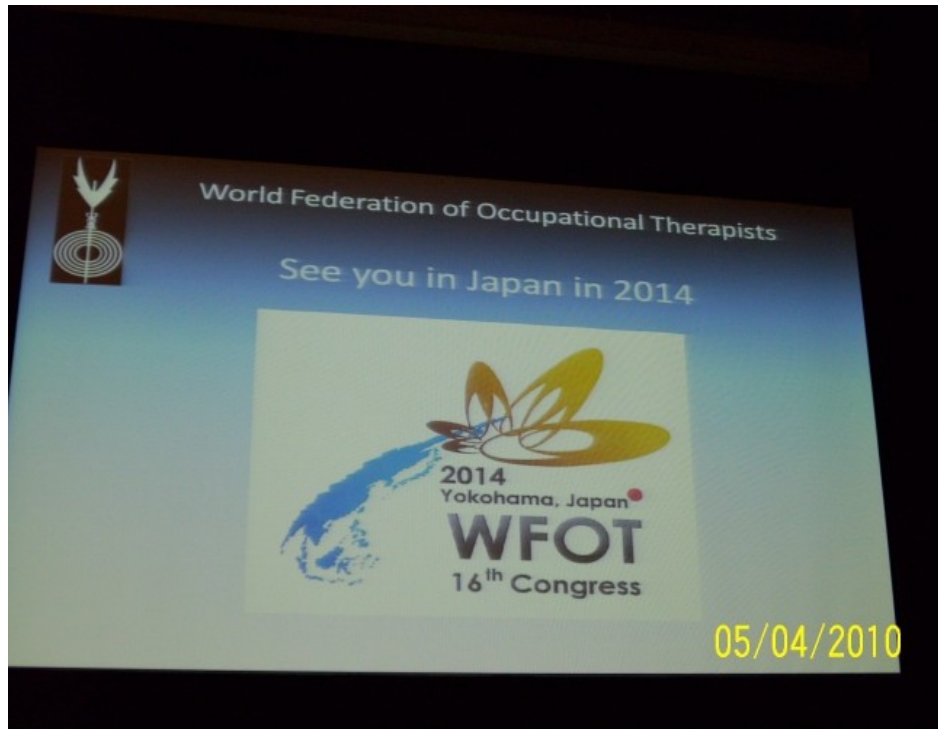 World Federation of Occupational Therapists
See you in Japan in 2014
2014
Yokohama, Japan
WFOT
16th Congress
05/04/2010